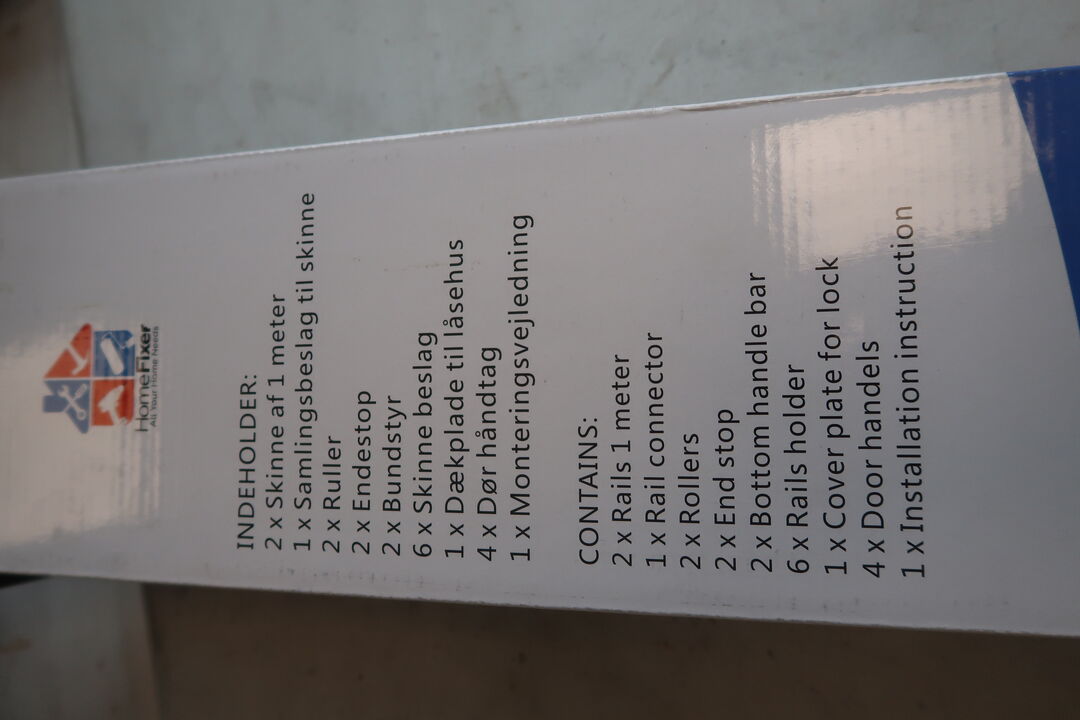 HomeFixer
All Your Home Needs
INDEHOLDER:
2 x Skinne af 1 meter
1 x Samlingsbeslag til skinne
2 x Ruller
2 x Endestop
2 x Bundstyr
6 x Skinne beslag
1 x Dækplade til låsehus
4 x Dør håndtag
1 x Monteringsvejledning
CONTAINS:
2 x Rails 1 meter
1 x Rail connector
2 x Rollers
2 x End stop
2 x Bottom handle bar
6 x Rails holder
1 x Cover plate for lock
4 x Door handels
1 x Installation instruction